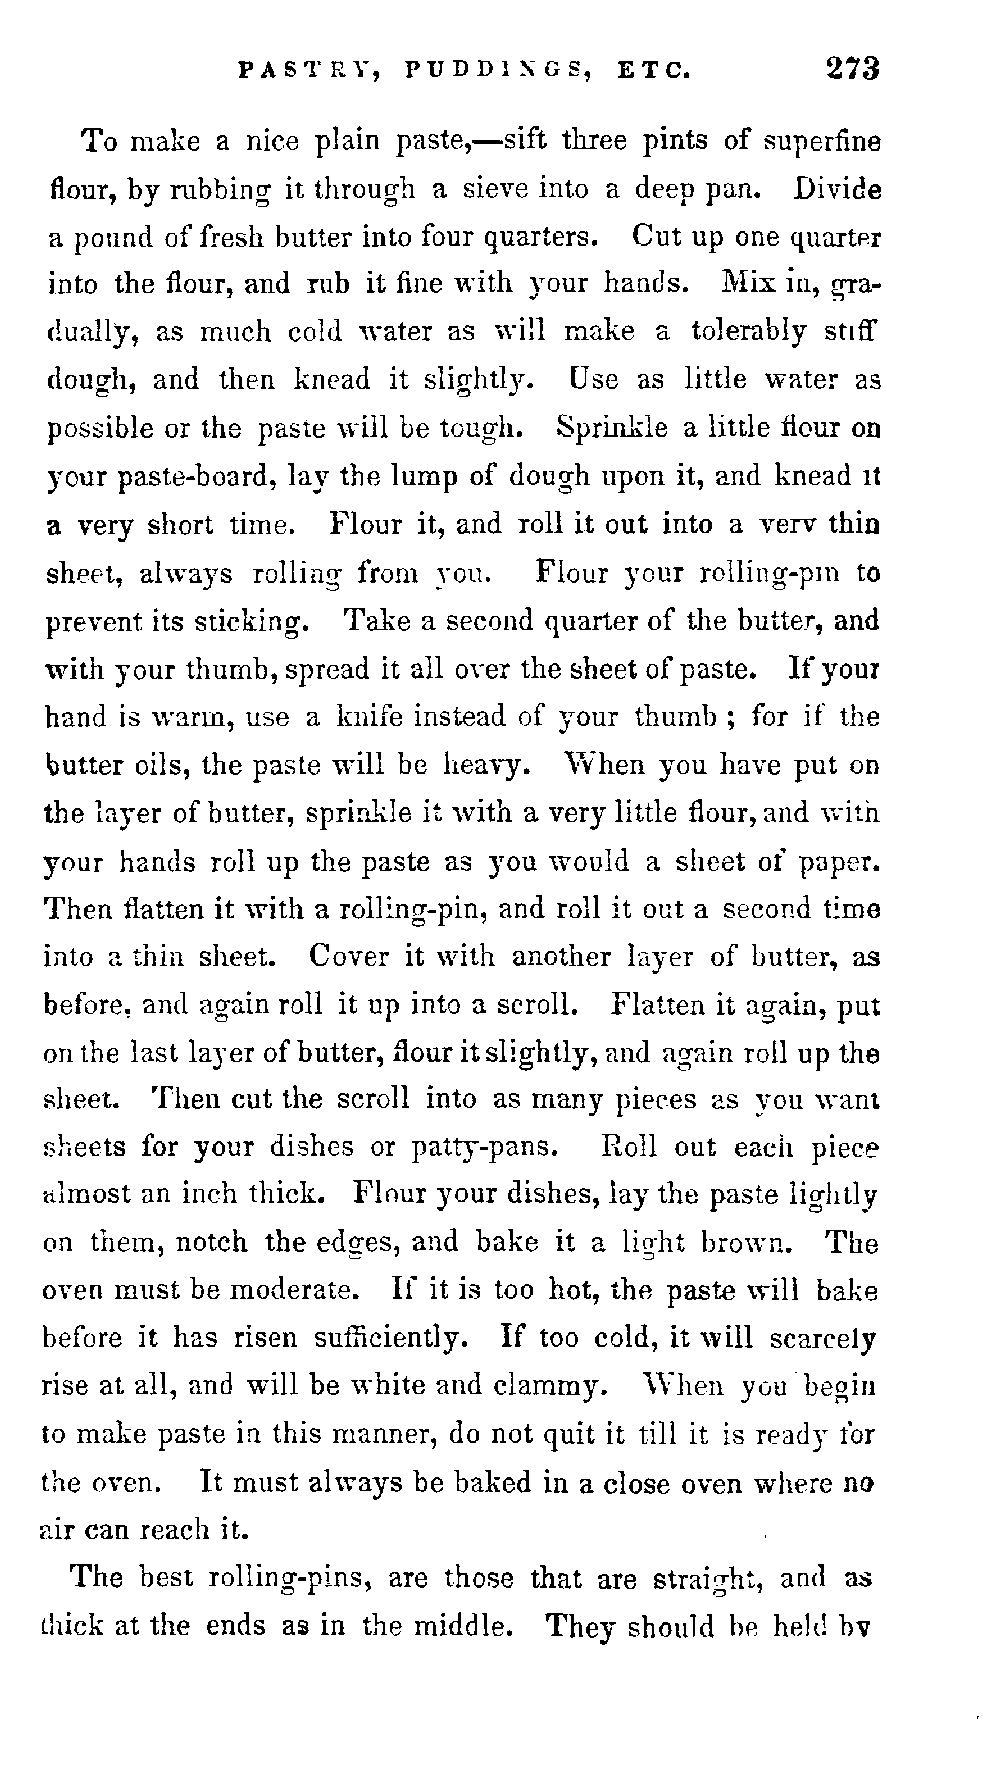 PASTRY, PUDDINGS, ETC. 273
To make a nice plain paste,—sift three pints of superfine
flour, by rubbing it through a sieve into a deep pan. Divide
a pound of fresh butter into four quarters. Cut up one quarter
into the flour, and rub it fine with your hands. Mix in, gra-
dually, as much cold water as will make a tolerably stiff
dough, and then knead it slightly. Use as little water as
possible or the paste will be tough. Sprinkle a little flour on
your paste-board, lay the lump of dough upon it, and knead it
a very short time. Flour it, and roll it out into a very thin
sheet, always rolling from you. Flour your rolling-pin to
prevent its sticking. Take a second quarter of the butter, and
with your thumb, spread it all over the sheet of paste. If your
hand is warm, use a knife instead of your thumb ; for if the
butter oils, the paste will be heavy. When you have put on
the layer of butter, sprinkle it with a very little flour, and with
your hands roll up the paste as you would a sheet of paper.
Then flatten it with a rolling-pin, and roll it out a second time
into a thin sheet. Cover it with another layer of butter, as
before, and again roll it up into a scroll. Flatten it again, put
on the last layer of butter, flour it slightly, and again roll up the
sheet. Then cut the scroll into as many pieces as you want
sheets for your dishes or patty-pans. Roll out each piece
almost an inch thick. Flour your dishes, lay the paste lightly
on them, notch the edges, and bake it a light brown. The
oven must be moderate. If it is too hot, the paste will bake
before it has risen sufficiently. If too cold, it will scarcely
rise at all, and will be white and clammy. When you begin
to make paste in this manner, do not quit it till it is ready for
the oven. It must always be baked in a close oven where no
air can reach it.
The best rolling-pins, are those that are straight, and as
thick at the ends as in the middle. They should be held by